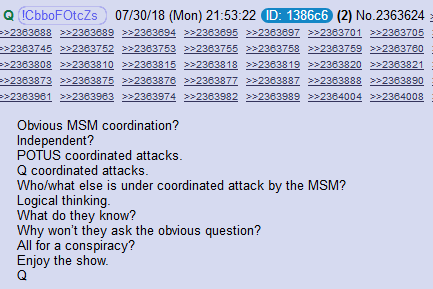 Q !CbboFOtcZs 07/30/18 (Mon) 21:53:22 ID: 1386c6 (2) No.2363624
>>2363688 >>2363689 >>2363694 >>2363695 >>2363697 >>2363701 >>2363705
>>2363745 >>2363752 >>2363753 >>2363755 >>2363758 >>2363759 >>2363760
>>2363808 >>2363810 >>2363815 >>2363818 >>2363819 >>2363820 >>2363821
>>2363873 >>2363875 >>2363876 >>2363877 >>2363887 >>2363888 >>2363890
>>2363961 >>2363963 >>2363974 >>2363982 >>2363989 >>2364004 >>2364008
Obvious MSM coordination?
Independent?
POTUS coordinated attacks.
Q coordinated attacks.
Who/what else is under coordinated attack by the MSM?
Logical thinking.
What do they know?
Why won't they ask the obvious question?
All for a conspiracy?
Enjoy the show.
Q